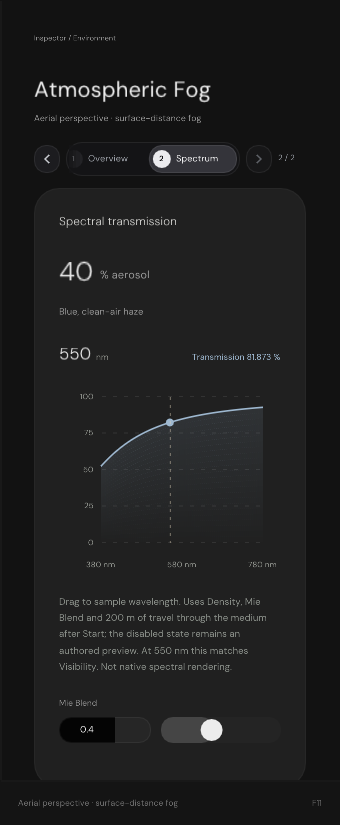 Inspector / Environment
Atmospheric Fog
Aerial perspective · surface-distance fog
1 Overview 2 Spectrum 2 / 2
Spectral transmission
40 % aerosol
Blue, clean-air haze
550 nm Transmission 81.873 %
100
75
50
25
0
380 nm 580 nm 780 nm
Drag to sample wavelength. Uses Density, Mie
Blend and 200 m of travel through the medium
after Start; the disabled state remains an
authored preview. At 550 nm this matches
Visibility. Not native spectral rendering.
Mie Blend
0.4
Aerial perspective · surface-distance fog F11